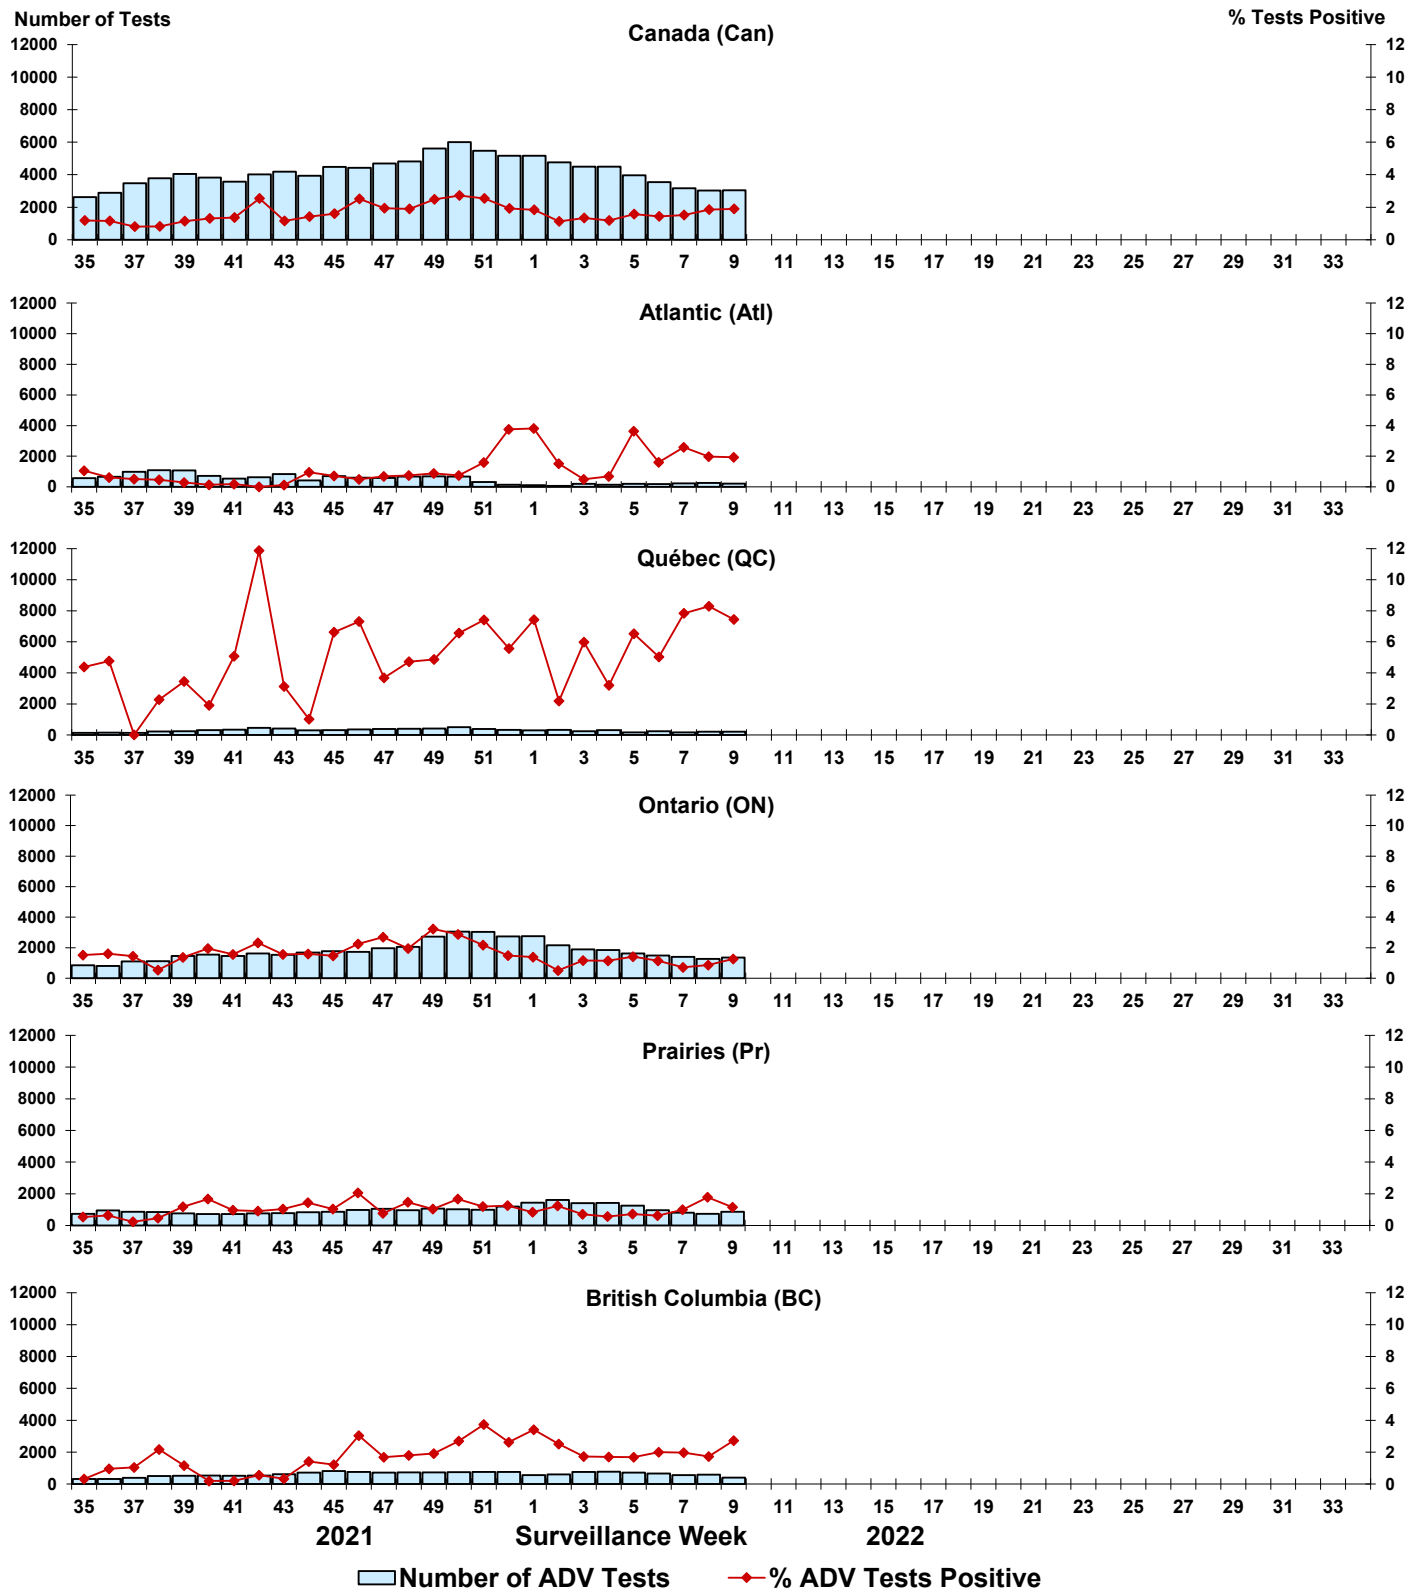 Number of Tests
% Tests Positive
Canada (Can)
12000 12
10000 10
8000 8
6000 6
4000 4
2000 2
0 0
35 37 39 41 43 45 47 49 51 1 3 5 7 9 11 13 15 17 19 21 23 25 27 29 31 33
Atlantic (Atl)
12000 12
10000 10
8000 8
6000 6
4000 4
2000 2
0 0
35 37 39 41 43 45 47 49 51 1 3 5 7 9 11 13 15 17 19 21 23 25 27 29 31 33
Québec (QC)
12000 12
10000 10
8000 8
6000 6
4000 4
2000 2
0 0
35 37 39 41 43 45 47 49 51 1 3 5 7 9 11 13 15 17 19 21 23 25 27 29 31 33
Ontario (ON)
12000 12
10000 10
8000 8
6000 6
4000 4
2000 2
0 0
35 37 39 41 43 45 47 49 51 1 3 5 7 9 11 13 15 17 19 21 23 25 27 29 31 33
Prairies (Pr)
12000 12
10000 10
8000 8
6000 6
4000 4
2000 2
0 0
35 37 39 41 43 45 47 49 51 1 3 5 7 9 11 13 15 17 19 21 23 25 27 29 31 33
British Columbia (BC)
12000 12
10000 10
8000 8
6000 6
4000 4
2000 2
0 0
35 37 39 41 43 45 47 49 51 1 3 5 7 9 11 13 15 17 19 21 23 25 27 29 31 33
2021 Surveillance Week 2022
Number of ADV Tests % ADV Tests Positive